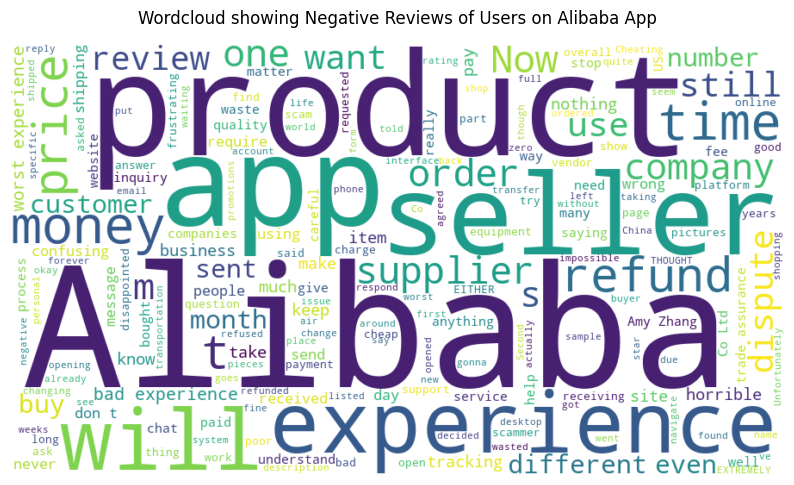 Wordcloud showing Negative Reviews of Users on Alibaba App
product
Alibaba
app
seller
experience
will
review
one
want
Now
overall
stop
quite
Cheating
number
US
still
time
use
reply
shipped
worst experience
specific
price
asked
shipping
frustrating
waiting
matter
find
waste
life
scam
world
put
quality
website
answer
account
require
requested
told
form
rating
shop
ordered
though
zero
part
really
pay
nothing
show
online
full
seem
good
fee
way
vendor
company
inquiry
customer
companies
promotions
email
using
careful
phone
interface
back
order
transfer
try
need
left
many
without
wrong
page
platform
taking
years
money
confusing
business
said
charge
item
agreed
Co
equipment
saying
pictures
China
refund
dispute
forever
okay
personal
process
negative
message
disappointed
bought
transportation
sent
m
people
much
make
give
supplier
s
anything
respond
worst
EITHER
impossible
THOUGHT
buyer
shopping
question
issue
month
t
refused
air
change
keep
around
say
cheap
first
second
actually
sample
Amy Zhang
trade assurance
Co Ltd
Unfortunately
know
take
pieces
place
send
opened
gonna
star
due
opening
already
changing
goes
payment
new
help
receiving
site
horrible
buy
see
bad experience
don t
refunded
fine
received
listed
day
support
service
desktop
decided
wasted
got
scammer
navigate
weeks
long
ask
never
chat
thing
paid
system
work
poor
understand
description
bad
open
tracking
went
different
even
found
well
ve
name
EXTREMELY